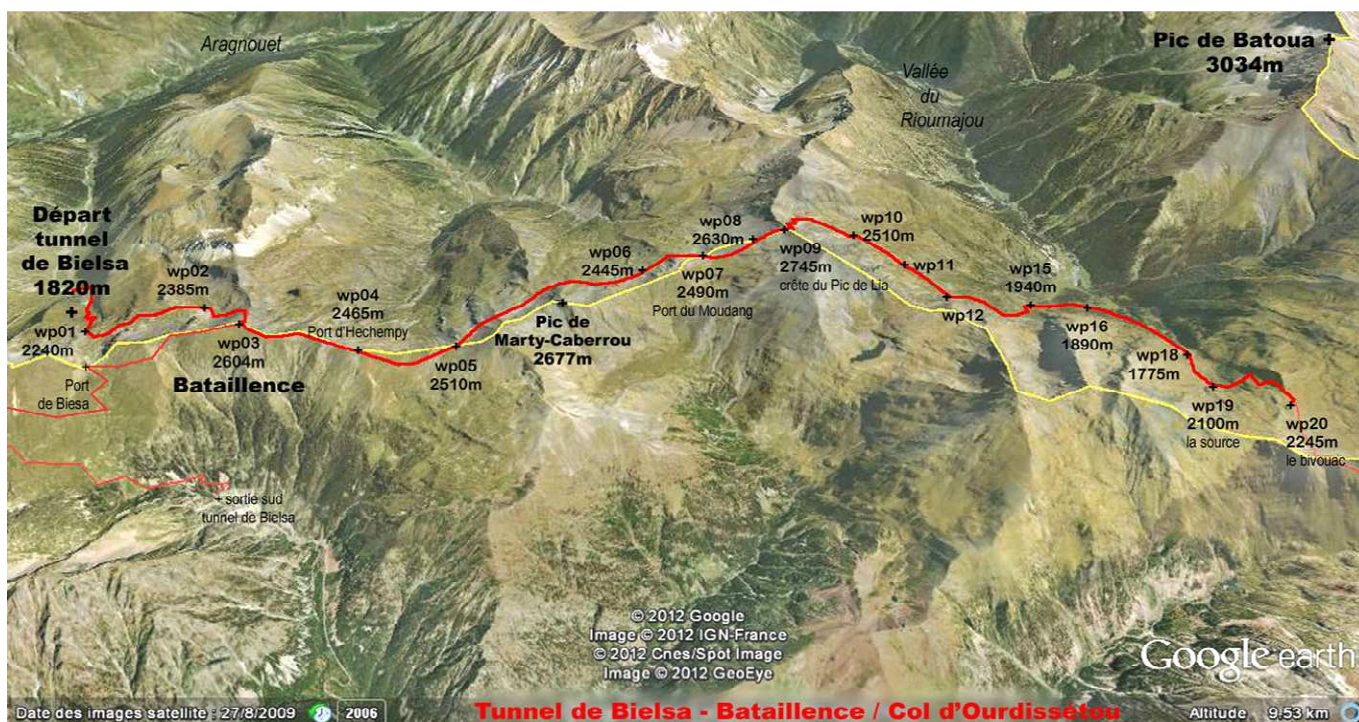 Aragnouet
Pic de Batoua
3034m
Vallée
du
Rioumajou
Départ
tunnel
de Bielsa
1820m
wp01
2240m
Port
de Biesa
wp02
2385m
wp03
2604m
Bataillence
wp04
2465m
Port d'Hechempy
wp05
2510m
Pic de
Marty-Caberrou
2677m
wp06
2445m
wp07
2490m
Port du Moudang
wp08
2630m
wp09
2745m
crête du Pic de Lia
wp10
2510m
wp11
wp12
wp15
1940m
wp16
1890m
wp18
1775m
wp19
2100m
la source
wp20
2245m
le bivouac
sortie sud
tunnel de Bielsa
© 2012 Google
Image © 2012 IGN-France
© 2012 Cnes/Spot Image
Image © 2012 GeoEye
Google earth
Date des images satellite : 27/8/2009 2006
Tunnel de Bielsa - Bataillence / Col d'Ourdissétou
Altitude 9.53 km